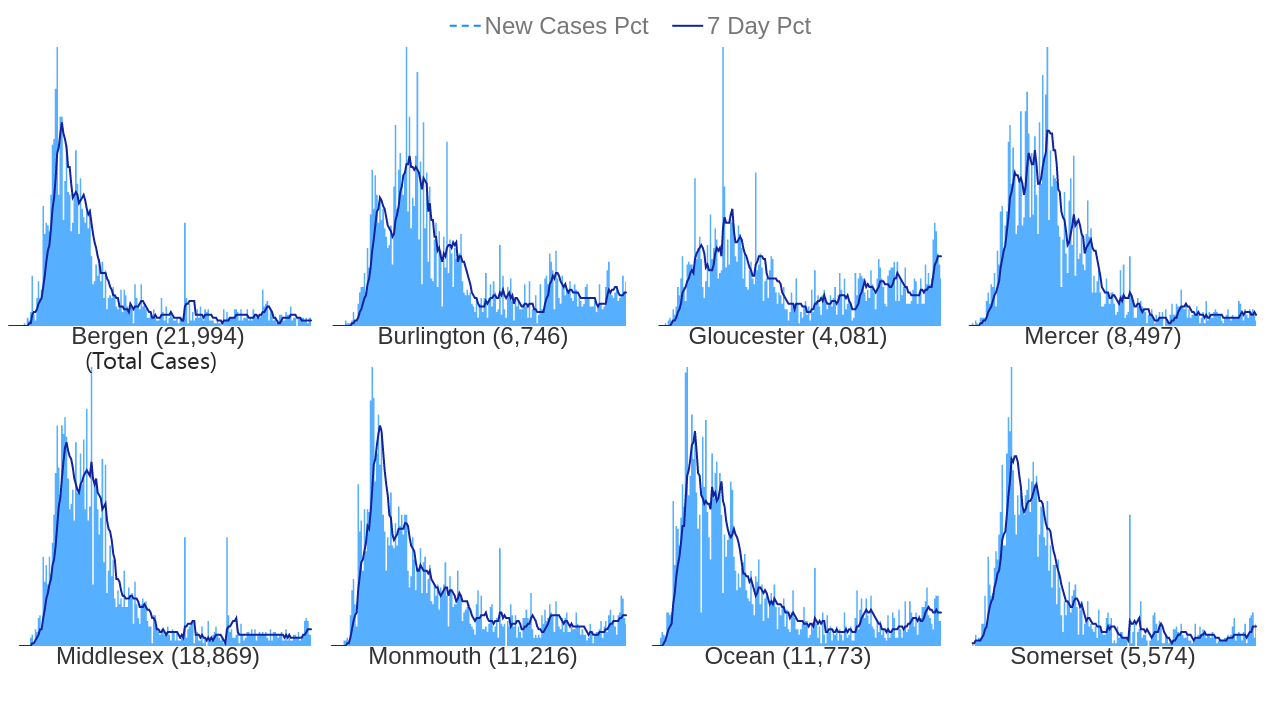 New Cases Pct 7 Day Pct
Bergen (21,994) Burlington (6,746) Gloucester (4,081) Mercer (8,497)
(Total Cases)
Middlesex (18,869) Monmouth (11,216) Ocean (11,773) Somerset (5,574)